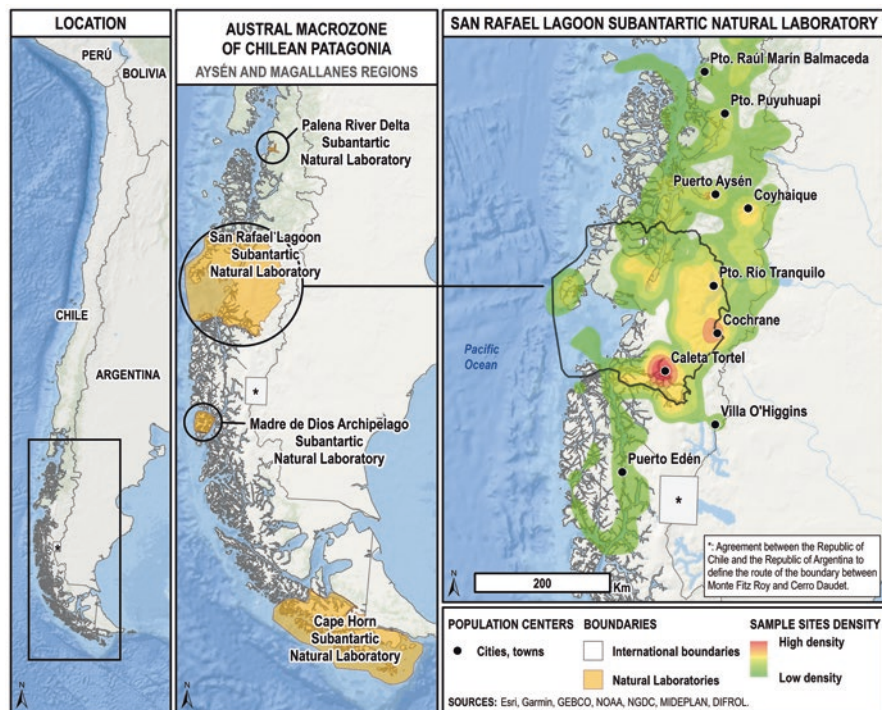 LOCATION
PERÚ
BOLIVIA
CHILE
ARGENTINA
*
N
AUSTRAL MACROZONE
OF CHILEAN PATAGONIA
AYSÉN AND MAGALLANES REGIONS
Palena River Delta
Subantartic
Natural Laboratory
San Rafael Lagoon
Subantartic
Natural Laboratory
*
Madre de Dios Archipelago
Subantartic
Natural Laboratory
Cape Horn
Subantartic
Natural Laboratory
N
SAN RAFAEL LAGOON SUBANTARTIC NATURAL LABORATORY
Pto. Raúl Marín Balmaceda
Pto. Puyuhuapi
Puerto Aysén
Coyhaique
Pto. Río Tranquilo
Cochrane
Pacific
Ocean
Caleta Tortel
Villa O'Higgins
Puerto Edén
*
*: Agreement between the Republic of
Chile and the Republic of Argentina to
define the route of the boundary between
Monte Fitz Roy and Cerro Daudet.
N
200
Km
POPULATION CENTERS
Cities, towns
BOUNDARIES
International boundaries
Natural Laboratories
SAMPLE SITES DENSITY
High density
Low density
SOURCES: Esri, Garmin, GEBCO, NOAA, NGDC, MIDEPLAN, DIFROL.